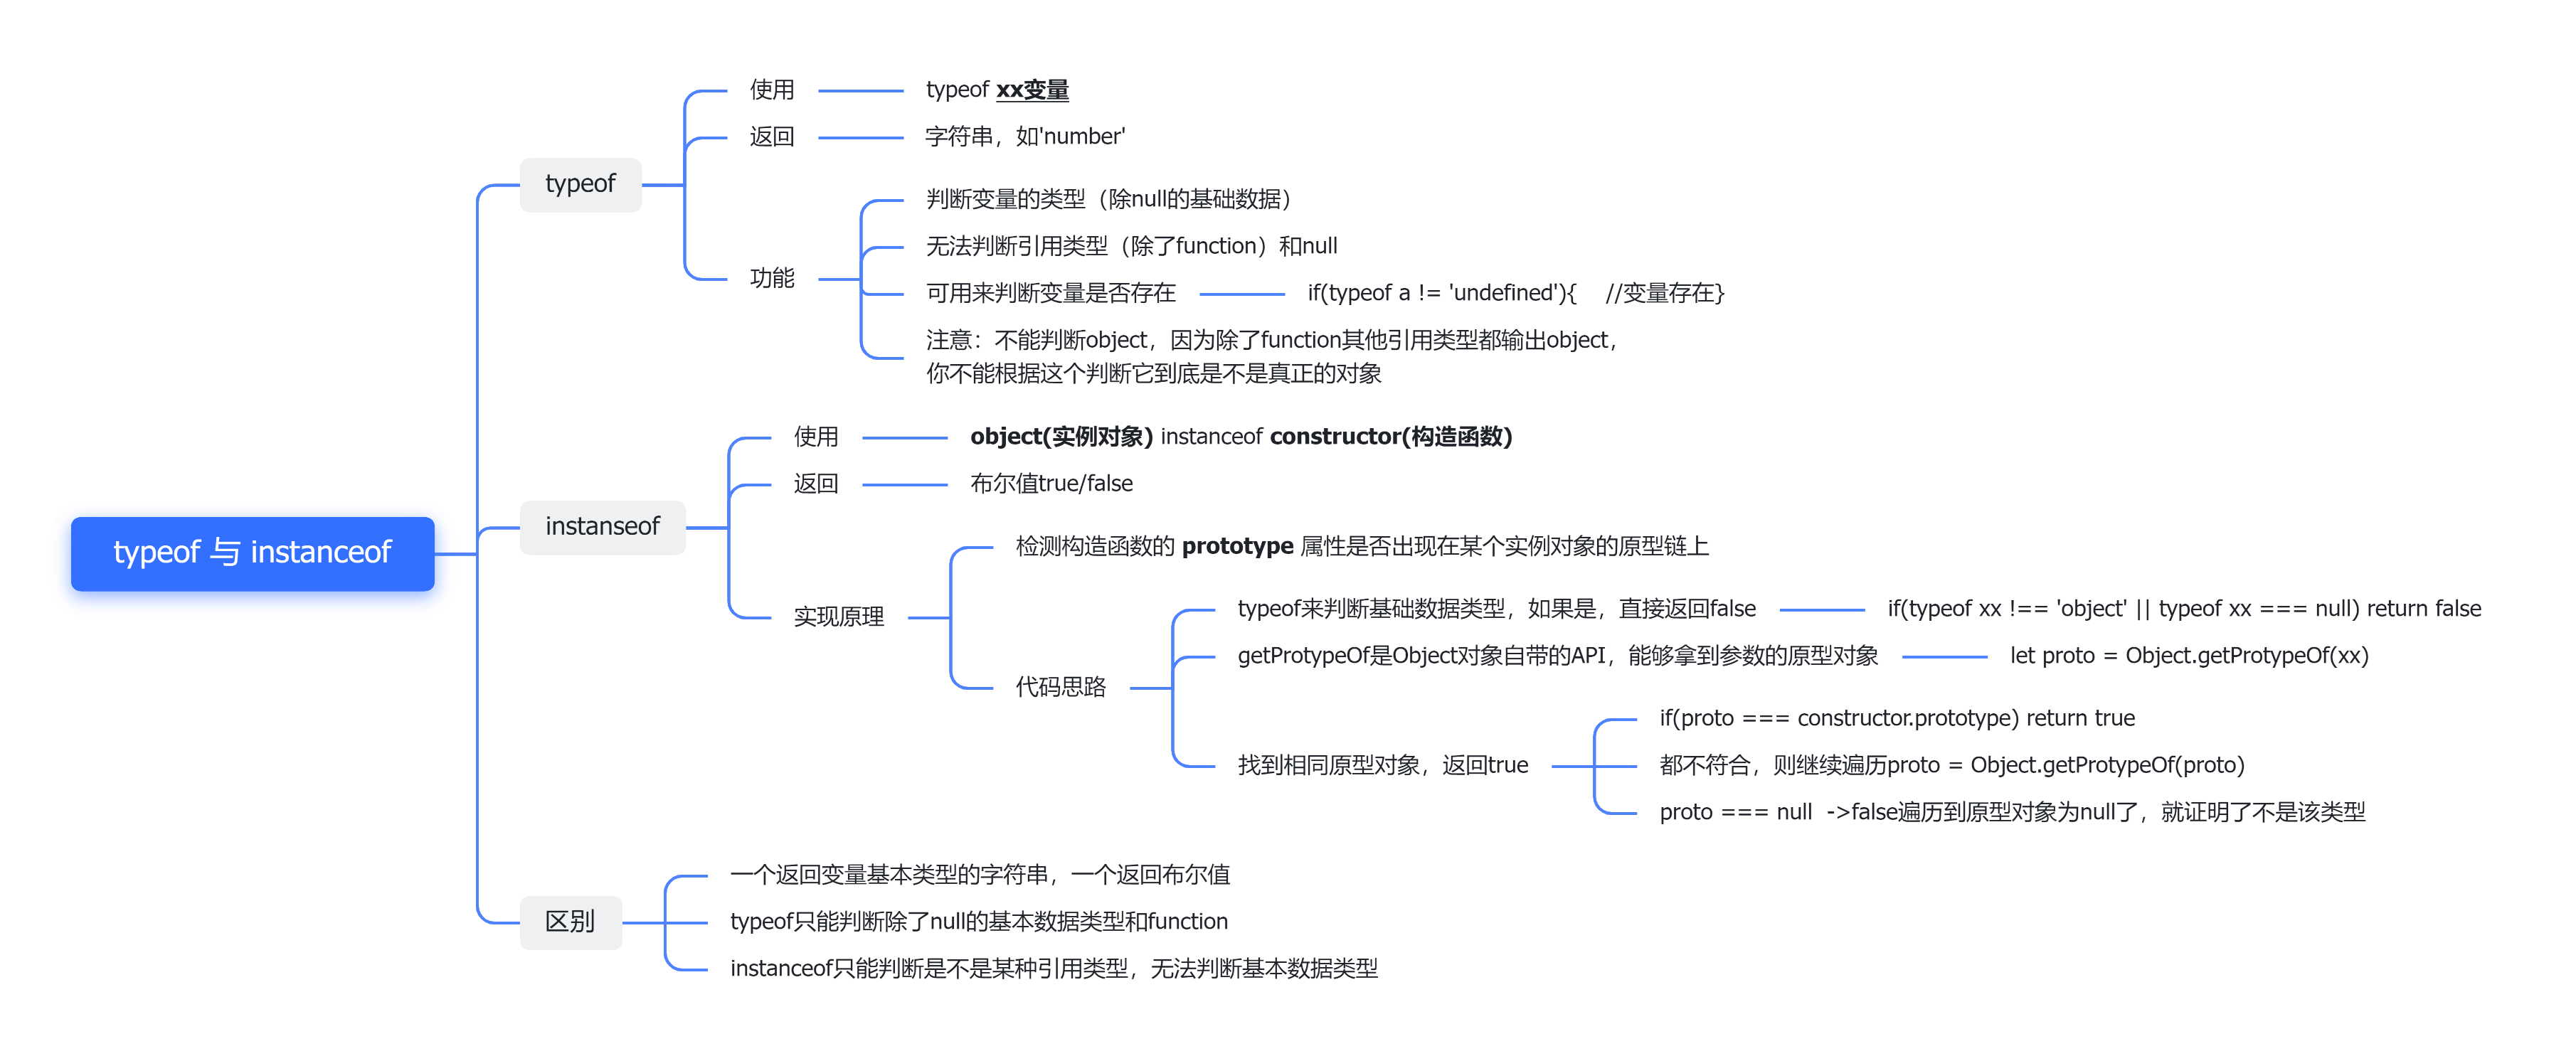 typeof 与 instanceof
typeof
使用
typeof xx变量
返回
字符串，如'number'
功能
判断变量的类型（除null的基础数据）
无法判断引用类型（除了function）和null
可用来判断变量是否存在
if(typeof a != 'undefined'){    //变量存在}
注意：不能判断object，因为除了function其他引用类型都输出object，
你不能根据这个判断它到底是不是真正的对象
instanseof
使用
object(实例对象) instanceof constructor(构造函数)
返回
布尔值true/false
实现原理
检测构造函数的 prototype 属性是否出现在某个实例对象的原型链上
代码思路
typeof来判断基础数据类型，如果是，直接返回false
if(typeof xx !== 'object' || typeof xx === null) return false
getProtypeOf是Object对象自带的API，能够拿到参数的原型对象
let proto = Object.getProtypeOf(xx)
找到相同原型对象，返回true
if(proto === constructor.prototype) return true
都不符合，则继续遍历proto = Object.getProtypeOf(proto)
proto === null  ->false遍历到原型对象为null了，就证明了不是该类型
区别
一个返回变量基本类型的字符串，一个返回布尔值
typeof只能判断除了null的基本数据类型和function
instanceof只能判断是不是某种引用类型，无法判断基本数据类型